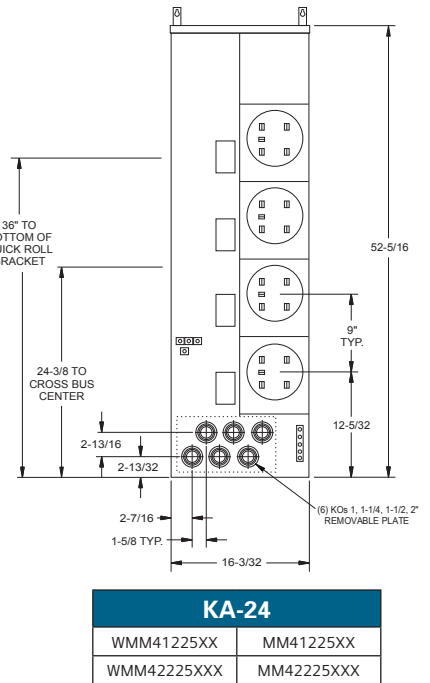 36" TO
OTTOM OF
UICK ROLL
RACKET
52-5/16
9"
TYP.
24-3/8 TO
CROSS BUS
CENTER
12-5/32
2-13/16
2-13/32
2-7/16
(6) KOs 1, 1-1/4, 1-1/2, 2"
REMOVABLE PLATE
1-5/8 TYP.
16-3/32
KA-24
WMM41225XX MM41225XX
WMM42225XXX MM42225XXX